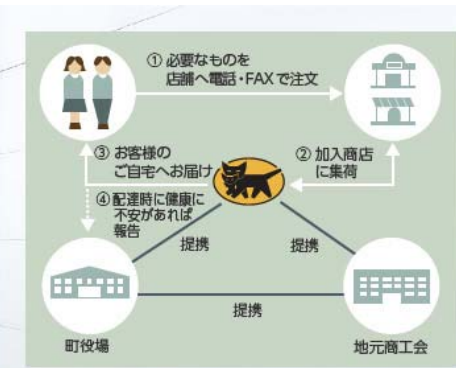 ① 必要なものを
店舗へ電話・FAXで注文
③ お客様の
ご自宅へお届け
② 加入商店
に集荷
④ 配達時に健康に
不安があれば
報告
提携
提携
提携
町役場
地元商工会